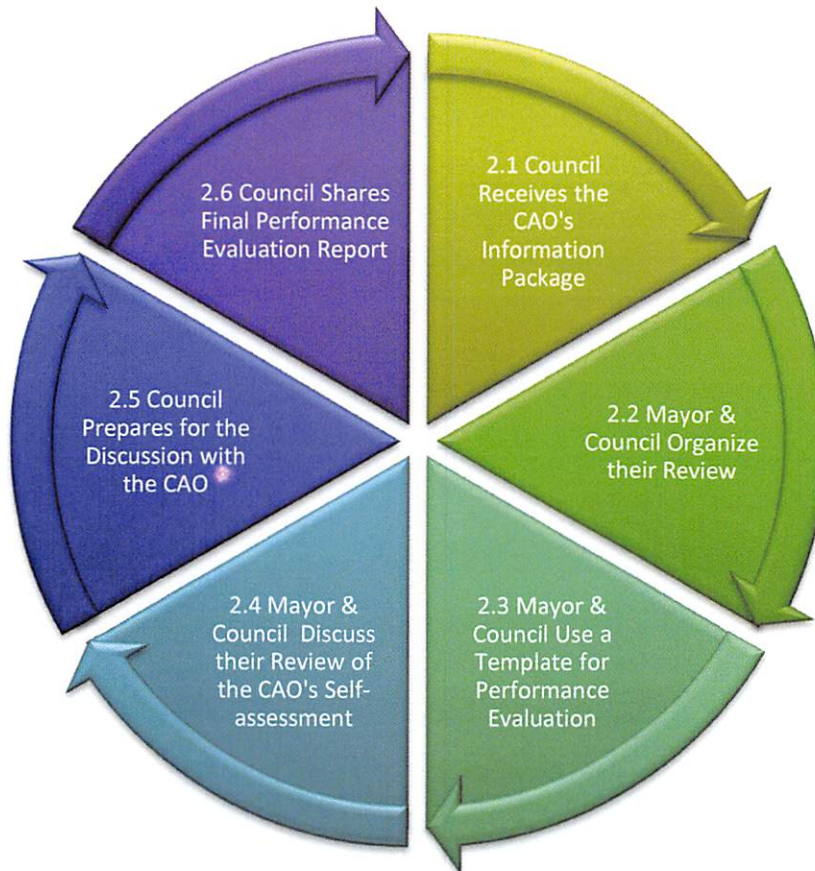 2.1 Council
Receives the
CAO's
Information
Package
2.2 Mayor &
Council Organize
their Review
2.3 Mayor &
Council Use a
Template for
Performance
Evaluation
2.4 Mayor &
Council Discuss
their Review of
the CAO's Self-
assessment
2.5 Council
Prepares for the
Discussion with
the CAO
2.6 Council Shares
Final Performance
Evaluation Report